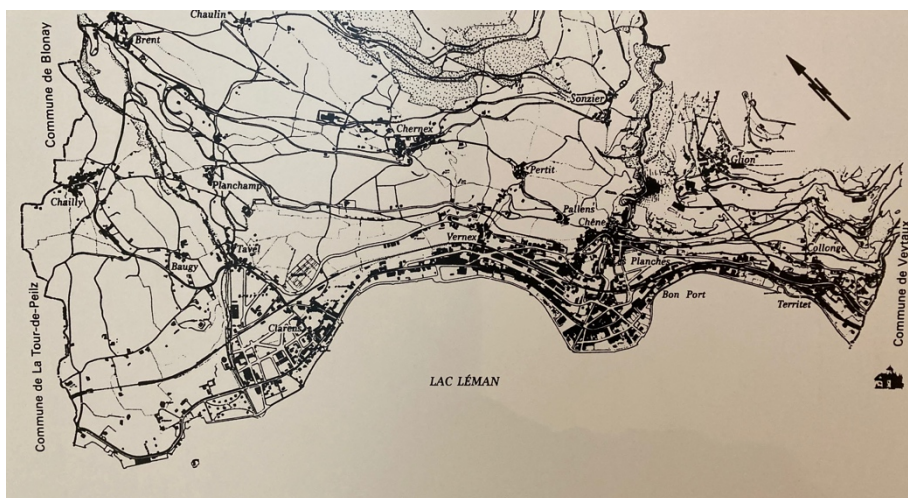 Chaulin
Brent
Commune de Blonay
Sonzier
Chernex
Glion
Pertit
Chailly
Planchamp
Pallens
Chêne
Vernex
Tavel
Collonge
Baugy
Planches
Commune de La Tour-de-Peilz
Commune de Veytaux
Bon Port
Territet
Clarens
LAC LÉMAN